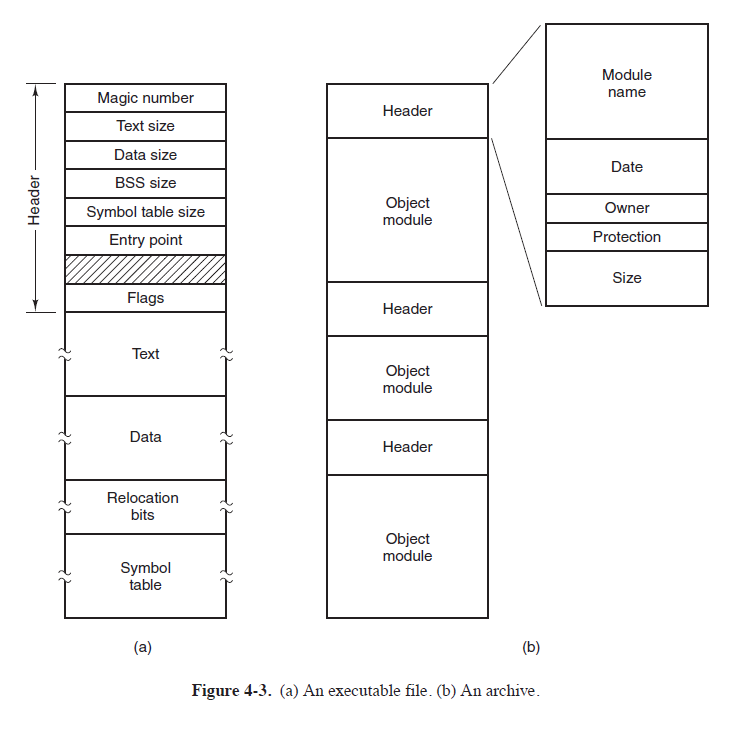 Header
Magic number
Text size
Data size
BSS size
Symbol table size
Entry point
Flags
Text
Data
Relocation
bits
Symbol
table
(a)
Header
Object
module
Header
Object
module
Header
Object
module
Module
name
Date
Owner
Protection
Size
(b)
Figure 4-3. (a) An executable file. (b) An archive.